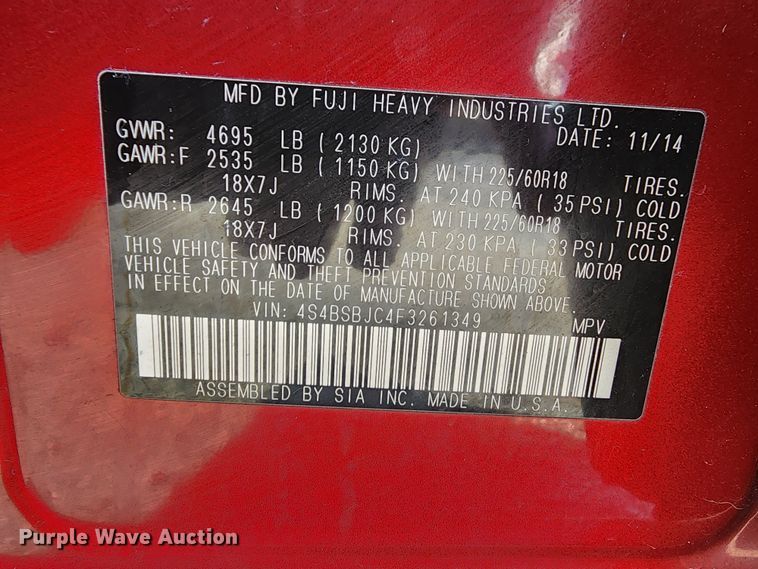 MFD BY FUJI HEAVY INDUSTRIES LTD.
DATE: 11/14
GVWR: 4695 LB ( 2130 KG)
GAWR:F 2535 LB ( 1150 KG) WITH 225/60R18 TIRES.
18X7J RIMS. AT 240 KPA ( 35 PSI) COLD
GAWR:R 2645 LB ( 1200 KG) WITH 225/60R18 TIRES.
18X7J RIMS. AT 230 KPA ( 33 PSI) COLD
THIS VEHICLE CONFORMS TO ALL APPLICABLE FEDERAL MOTOR
VEHICLE SAFETY AND THEFT PREVENTION STANDARDS
IN EFFECT ON THE DATE OF MANUFACTURE SHOWN ABOVE.
VIN: 4S4BSBJC4F3261349 MPV
ASSEMBLED BY SIA INC. MADE IN U.S.A.
Purple Wave Auction